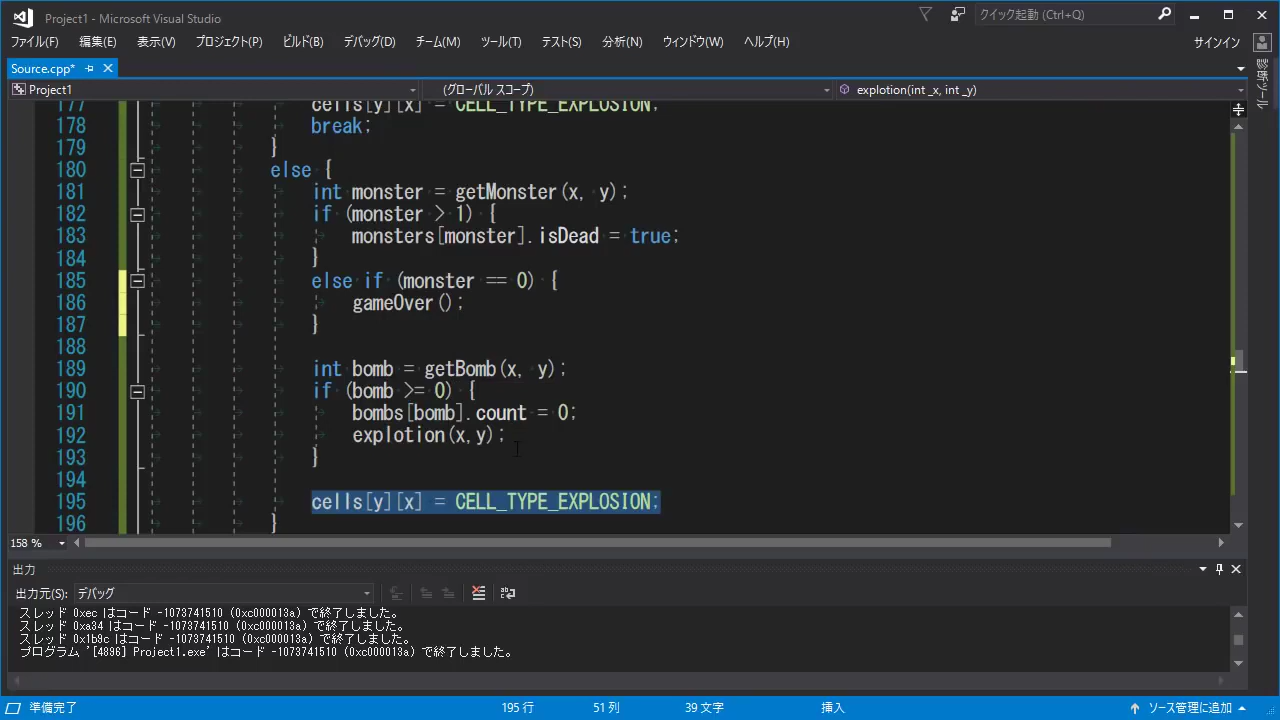 Project1 - Microsoft Visual Studio
クイック起動 (Ctrl+Q)
ファイル(F) 編集(E) 表示(V) プロジェクト(P) ビルド(B) デバッグ(D) チーム(M) ツール(T) テスト(S) 分析(N) ウィンドウ(W) ヘルプ(H) サインイン
Source.cpp*
Project1 (グローバル スコープ) explotion(int _x, int _y)
診断ツール
177 cells[y][x] = CELL_TYPE_EXPLOSION;
178 break;
179 }
180 else {
181 int monster = getMonster(x, y);
182 if (monster > 1) {
183 monsters[monster].isDead = true;
184 }
185 else if (monster == 0) {
186 gameOver();
187 }
188
189 int bomb = getBomb(x, y);
190 if (bomb >= 0) {
191 bombs[bomb].count = 0;
192 explotion(x,y);
193 }
194
195 cells[y][x] = CELL_TYPE_EXPLOSION;
196 }
158 %
出力
出力元(S): デバッグ
スレッド 0xec はコード -1073741510 (0xc000013a) で終了しました。
スレッド 0xa34 はコード -1073741510 (0xc000013a) で終了しました。
スレッド 0x1b9c はコード -1073741510 (0xc000013a) で終了しました。
プログラム '[4896] Project1.exe' はコード -1073741510 (0xc000013a) で終了しました。
準備完了 195 行 51 列 39 文字 挿入 ソース管理に追加